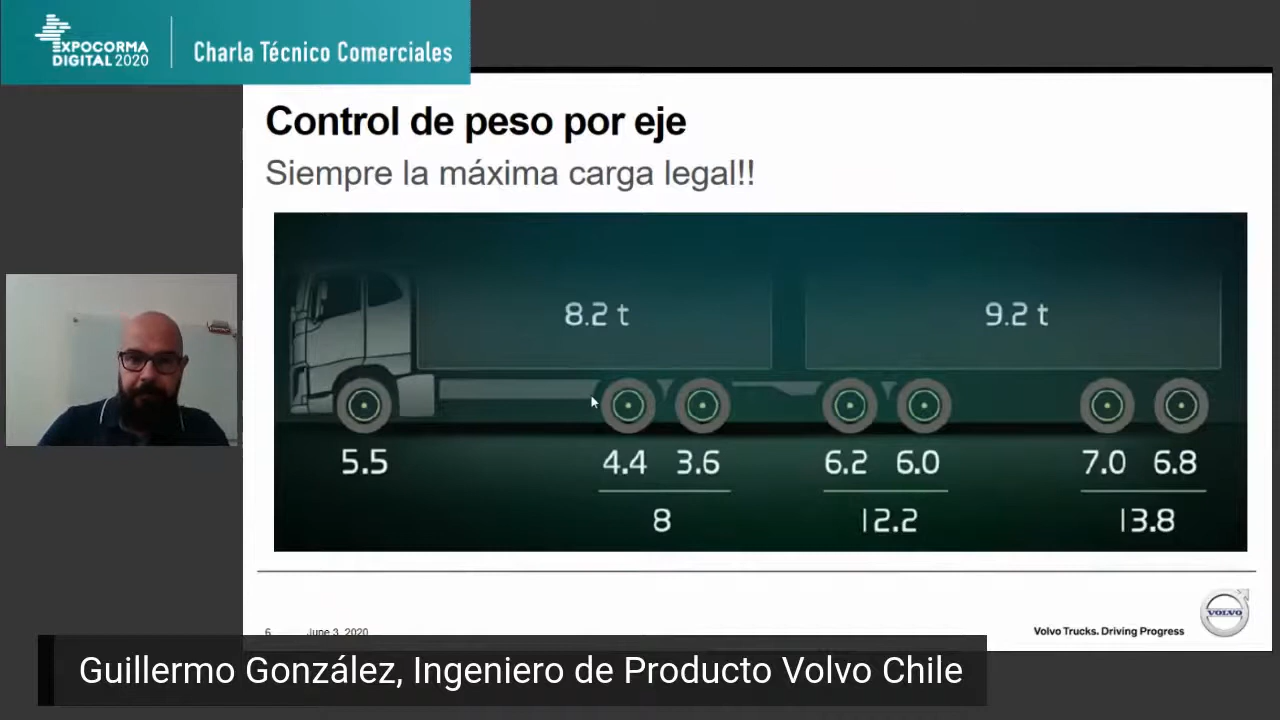 EXPOCORMA
DIGITAL 2020
Charla Técnico Comerciales
Control de peso por eje
Siempre la máxima carga legal!!
8.2 t
9.2 t
5.5
4.4 3.6
6.2 6.0
7.0 6.8
8
12.2
13.8
6
June 3, 2020
Volvo Trucks. Driving Progress
VOLVO
Guillermo González, Ingeniero de Producto Volvo Chile